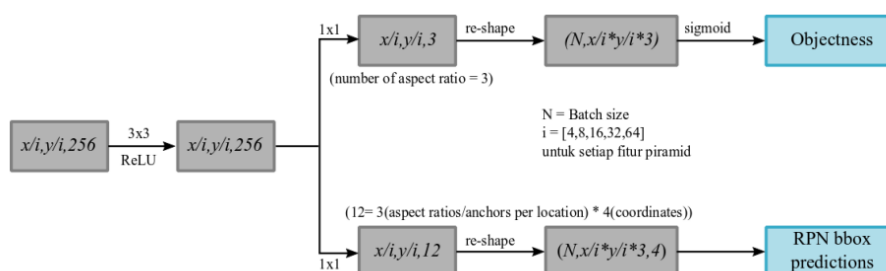 1x1
x/i,y/i,3
re-shape
(N,x/i*y/i*3)
sigmoid
Objectness
(number of aspect ratio = 3)
N = Batch size
i = [4,8,16,32,64]
untuk setiap fitur piramid
x/i,y/i,256
3x3
ReLU
x/i,y/i,256
(12= 3(aspect ratios/anchors per location) * 4(coordinates))
1x1
x/i,y/i,12
re-shape
(N,x/i*y/i*3,4)
RPN bbox
predictions